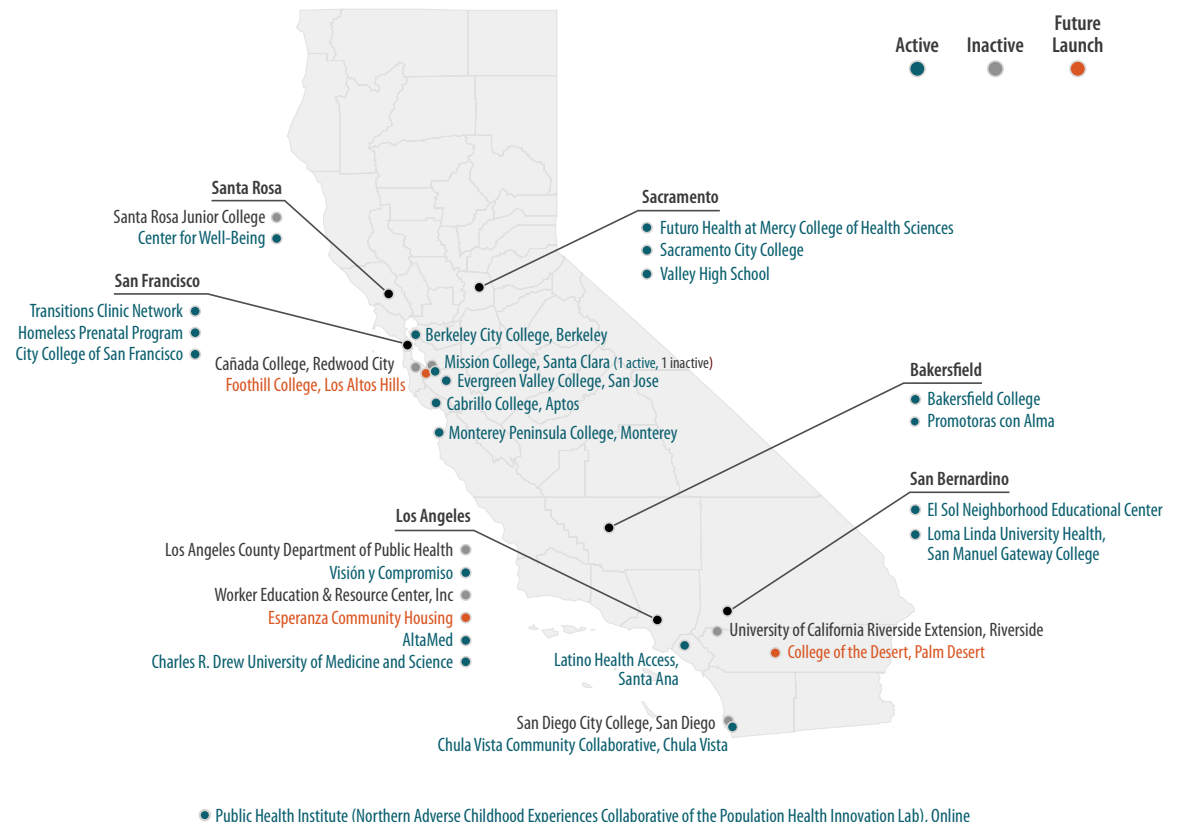 Active
Inactive
Future
Launch
Santa Rosa
Santa Rosa Junior College
Center for Well-Being
San Francisco
Transitions Clinic Network
Homeless Prenatal Program
City College of San Francisco
Sacramento
Futuro Health at Mercy College of Health Sciences
Sacramento City College
Valley High School
Berkeley City College, Berkeley
Cañada College, Redwood City
Foothill College, Los Altos Hills
Mission College, Santa Clara (1 active, 1 inactive)
Evergreen Valley College, San Jose
Cabrillo College, Aptos
Monterey Peninsula College, Monterey
Bakersfield
Bakersfield College
Promotoras con Alma
San Bernardino
El Sol Neighborhood Educational Center
Loma Linda University Health,
San Manuel Gateway College
Los Angeles
Los Angeles County Department of Public Health
Visión y Compromiso
Worker Education & Resource Center, Inc
Esperanza Community Housing
AltaMed
Charles R. Drew University of Medicine and Science
University of California Riverside Extension, Riverside
College of the Desert, Palm Desert
Latino Health Access,
Santa Ana
San Diego City College, San Diego
Chula Vista Community Collaborative, Chula Vista
Public Health Institute (Northern Adverse Childhood Experiences Collaborative of the Population Health Innovation Lab), Online